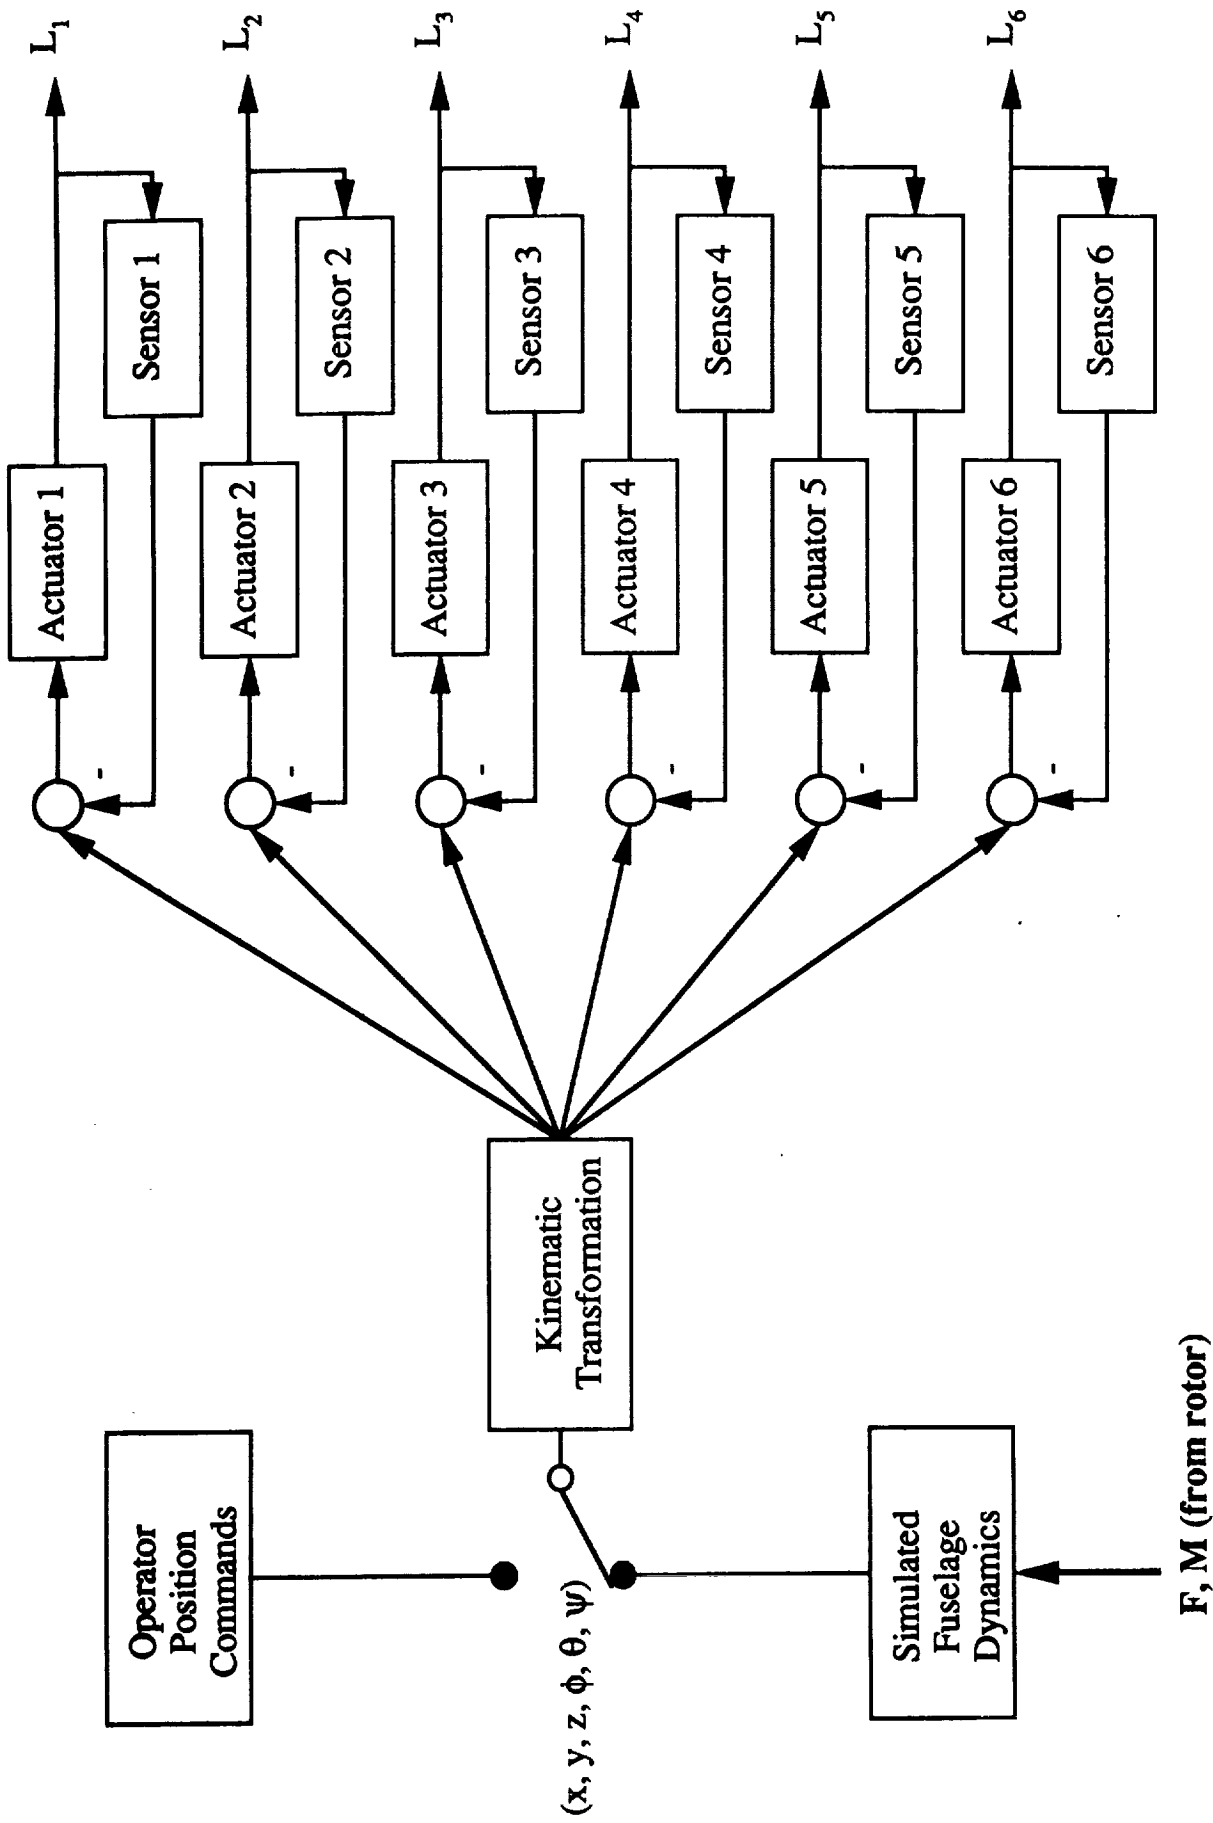 Operator
Position
Commands
(x, y, z, ϕ, θ, ψ)
Simulated
Fuselage
Dynamics
F, M (from rotor)
Kinematic
Transformation
-
Actuator 1
Sensor 1
L₁
-
Actuator 2
Sensor 2
L₂
-
Actuator 3
Sensor 3
L₃
-
Actuator 4
Sensor 4
L₄
-
Actuator 5
Sensor 5
L₅
-
Actuator 6
Sensor 6
L₆